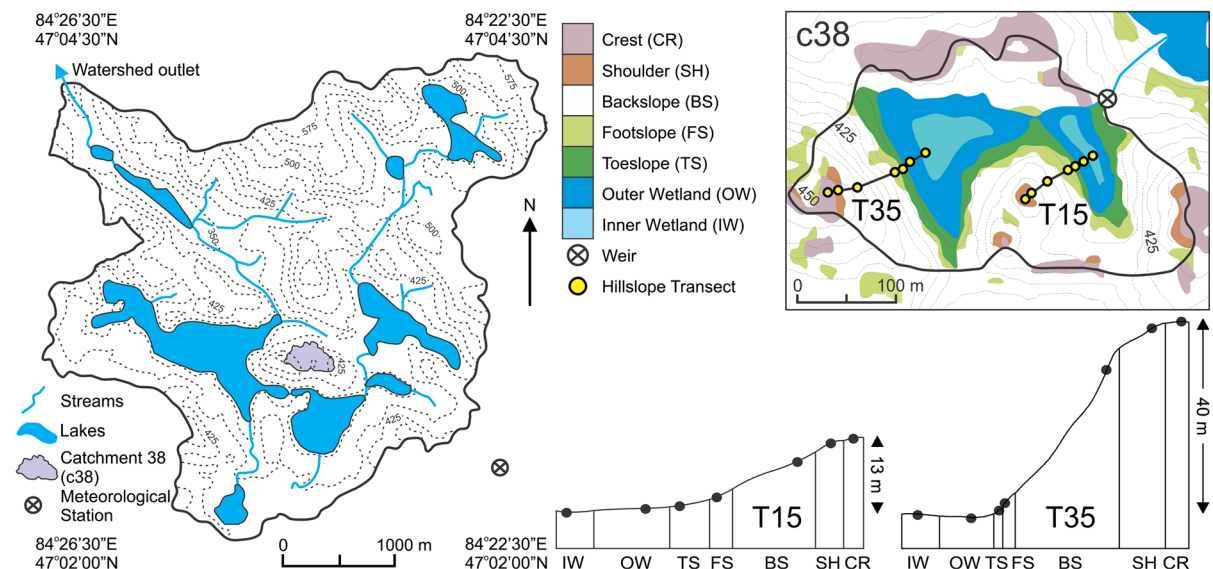 84°26'30"E
47°04'30"N
84°22'30"E
47°04'30"N
Watershed outlet
575
500
575
500
425
350
500
425
425
425
425
425
N
Streams
Lakes
Catchment 38
(c38)
Meteorological
Station
84°26'30"E
47°02'00"N
0 1000 m
84°22'30"E
47°02'00"N
Crest (CR)
Shoulder (SH)
Backslope (BS)
Footslope (FS)
Toeslope (TS)
Outer Wetland (OW)
Inner Wetland (IW)
Weir
Hillslope Transect
c38
425
450
T35
T15
425
0 100 m
T15
13 m
IW OW TS FS BS SH CR
T35
40 m
IW OW TS FS BS SH CR